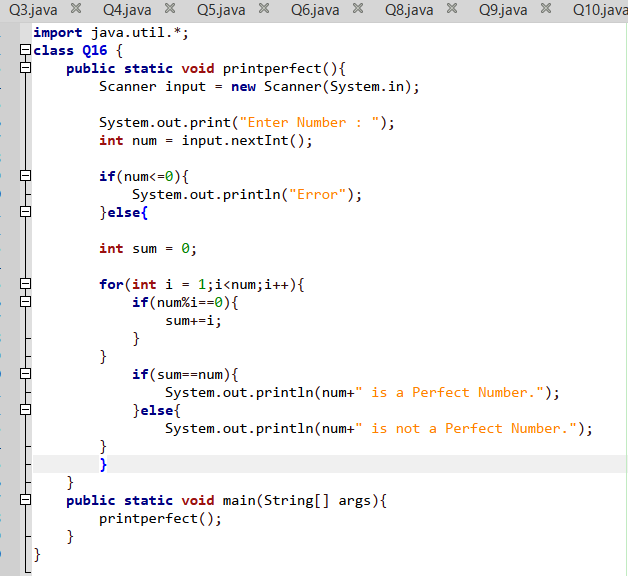 Q3.java Q4.java Q5.java Q6.java Q8.java Q9.java Q10.java
import java.util.*;
class Q16 {
    public static void printperfect(){
        Scanner input = new Scanner(System.in);
        System.out.print("Enter Number : ");
        int num = input.nextInt();
        if(num<=0){
            System.out.println("Error");
        }else{
        int sum = 0;
        for(int i = 1;i<num;i++){
            if(num%i==0){
                sum+=i;
            }
        }
            if(sum==num){
                System.out.println(num+" is a Perfect Number.");
            }else{
                System.out.println(num+" is not a Perfect Number.");
        }
        }
    }
    public static void main(String[] args){
        printperfect();
    }
}